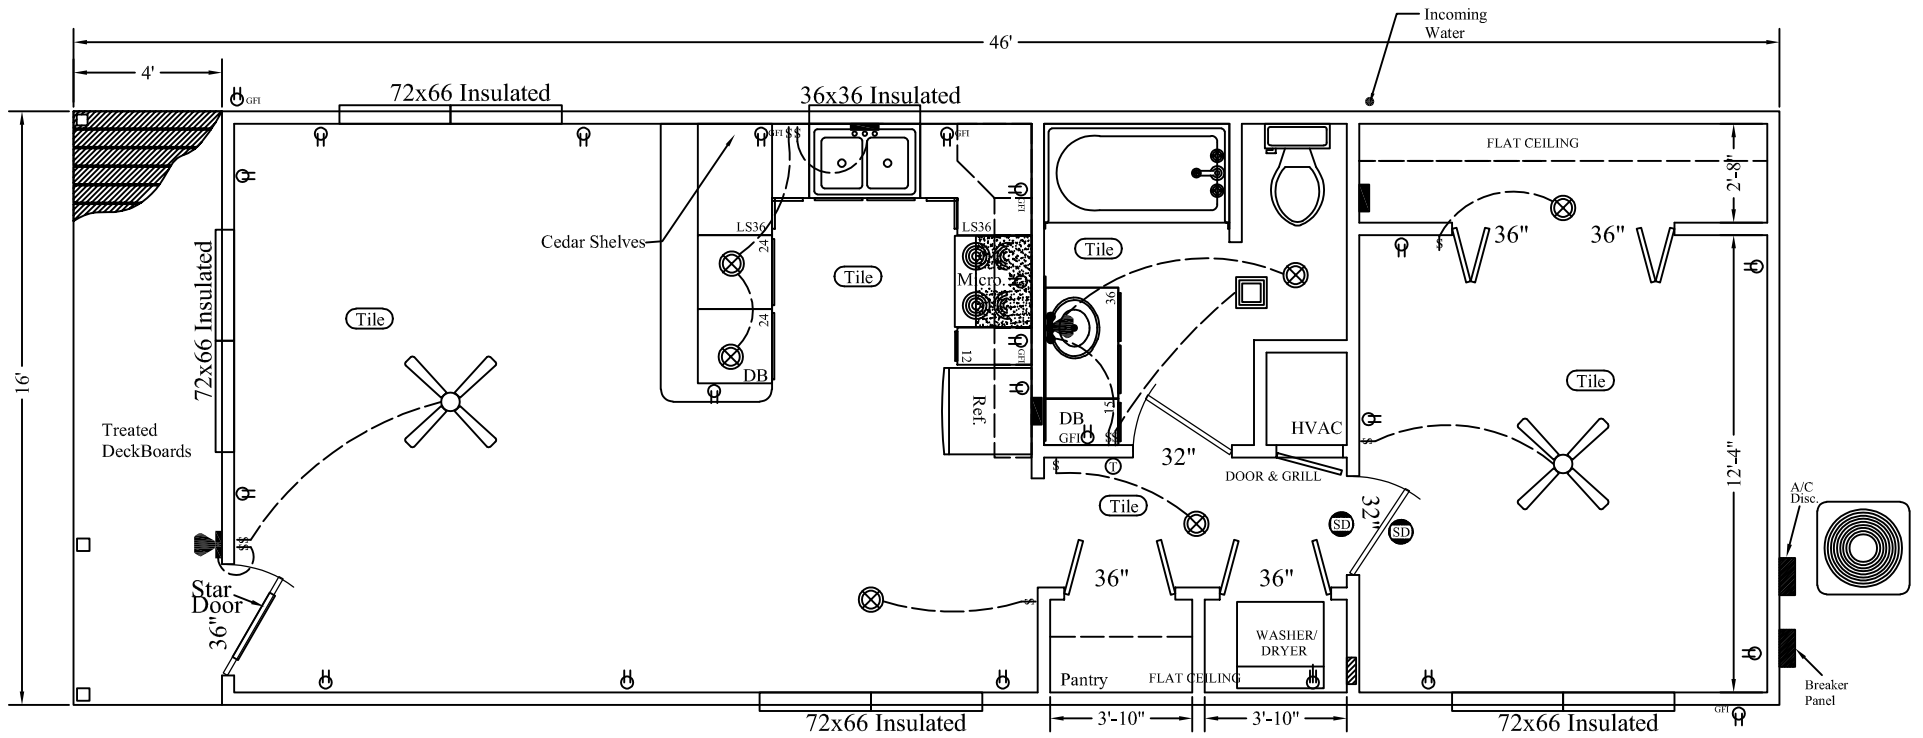 Incoming
Water
46'
4'
72x66 Insulated
36x36 Insulated
GFI
GFI
$$
GFI
FLAT CEILING
2'-8"
GFI
LS36
LS36
Cedar Shelves
24
Tile
Tile
36"
36"
$
72x66 Insulated
Micro.
36
Tile
24
12
GFI
16'
DB
Ref.
Tile
15
DB
GFI
$$
HVAC
Treated
DeckBoards
$
32"
$
T
DOOR & GRILL
12'-4"
A/C
Disc.
Tile
32"
SD
SD
$$
Star
Door
36"
36"
36"
$
WASHER/
DRYER
Pantry
FLAT CEILING
Breaker
Panel
GFI
72x66 Insulated
3'-10"
3'-10"
72x66 Insulated